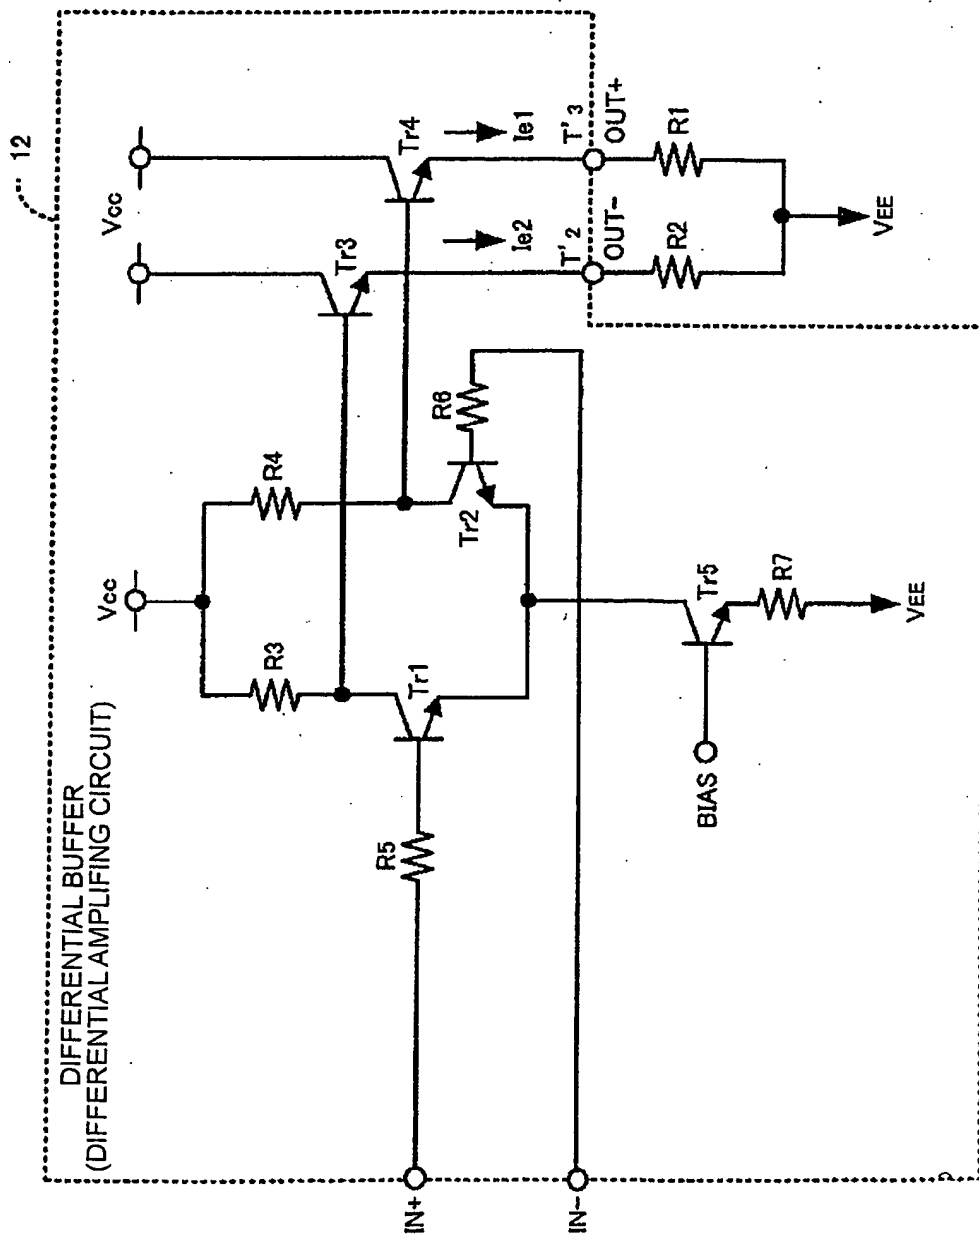 12
DIFFERENTIAL BUFFER
(DIFFERENTIAL AMPLIFING CIRCUIT)
Vcc
Vcc
R3
R4
Tr3
Tr4
Tr1
Tr2
R5
R6
Ie2
Ie1
T'2
T'3
OUT-
OUT+
R2
R1
VEE
IN+
IN-
BIAS
Tr5
R7
VEE